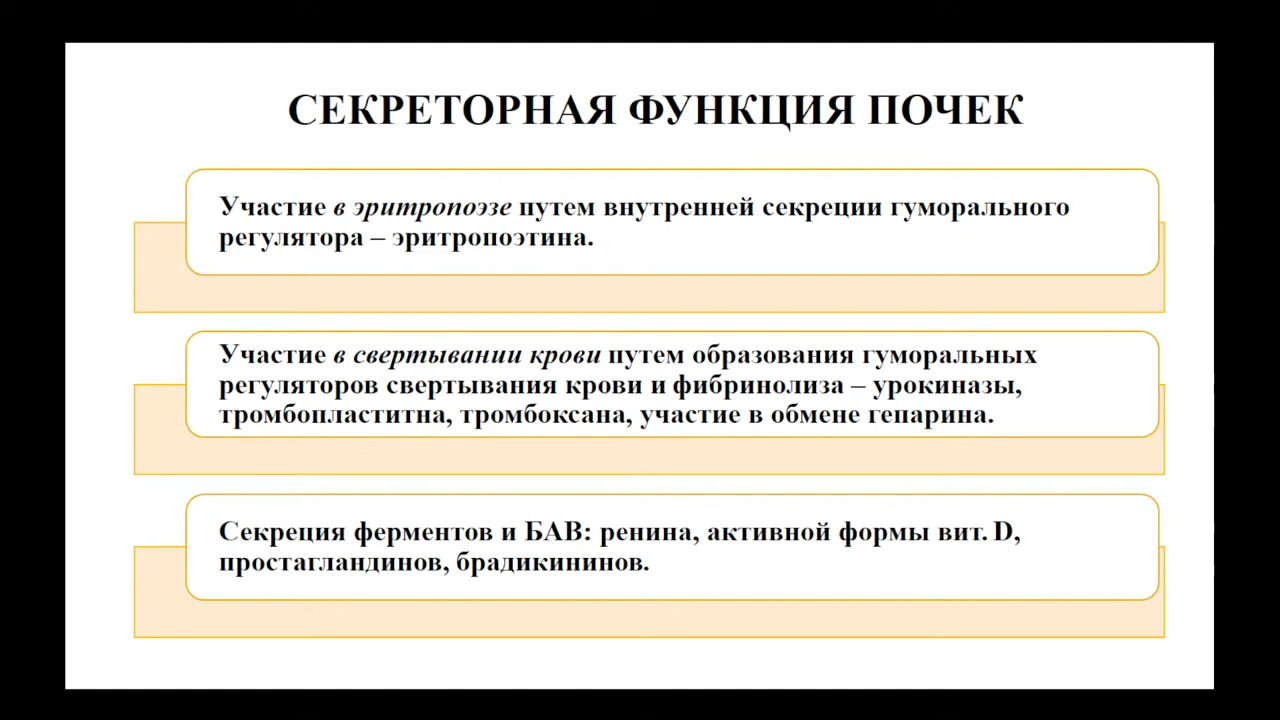 СЕКРЕТОРНАЯ ФУНКЦИЯ ПОЧЕК
Участие в эритропоэзе путем внутренней секреции гуморального
регулятора – эритропоэтина.
Участие в свертывании крови путем образования гуморальных
регуляторов свертывания крови и фибринолиза – урокиназы,
тромбопластитна, тромбоксана, участие в обмене гепарина.
Секреция ферментов и БАВ: ренина, активной формы вит. D,
простагландинов, брадикининов.